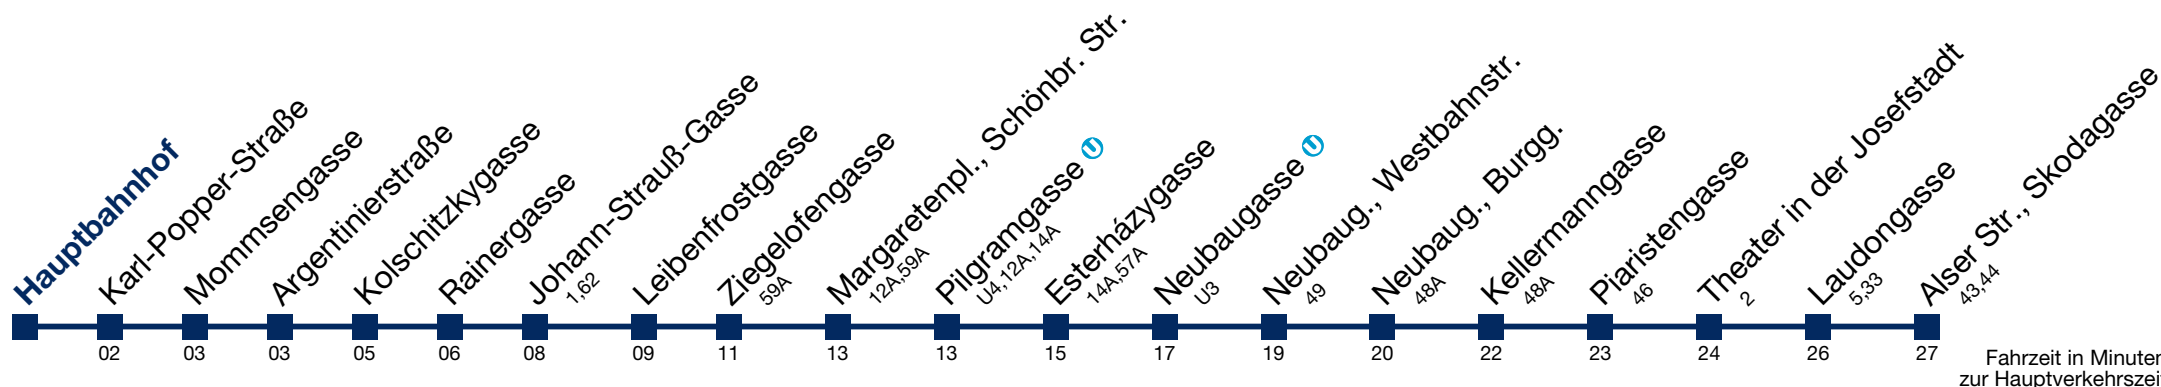 Hauptbahnhof
Karl-Popper-Straße
Mommsengasse
Argentinierstraße
Kolschitzkygasse
Rainergasse
Johann-Strauß-Gasse
1,62
Leibenfrostgasse
Ziegelofengasse
59A
Margaretenpl., Schönbr. Str.
12A,59A
Pilgramgasse
U4,12A,14A
Esterházygasse
14A,57A
Neubaugasse
U3
Neubaug., Westbahnstr.
49
Neubaug., Burgg.
48A
Kellermanngasse
48A
Piaristengasse
46
Theater in der Josefstadt
2
Laudongasse
5,33
Alser Str., Skodagasse
43,44
02 03 03 05 06 08 09 11 13 13 15 17 19 20 22 23 24 26 27
Fahrzeit in Minuten
zur Hauptverkehrszeit